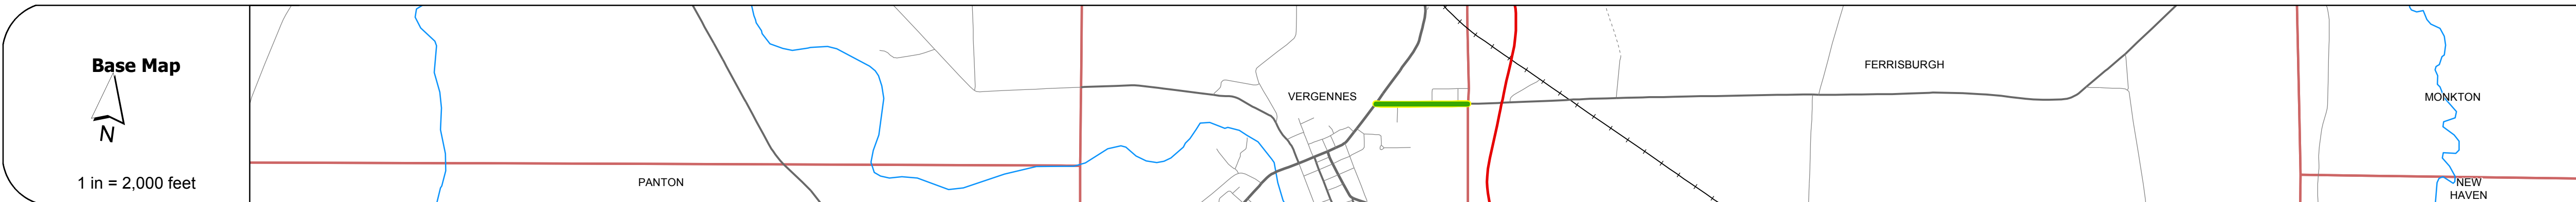 Base Map
N
1 in = 2,000 feet
PANTON
VERGENNES
FERRISBURGH
MONKTON
NEW
HAVEN